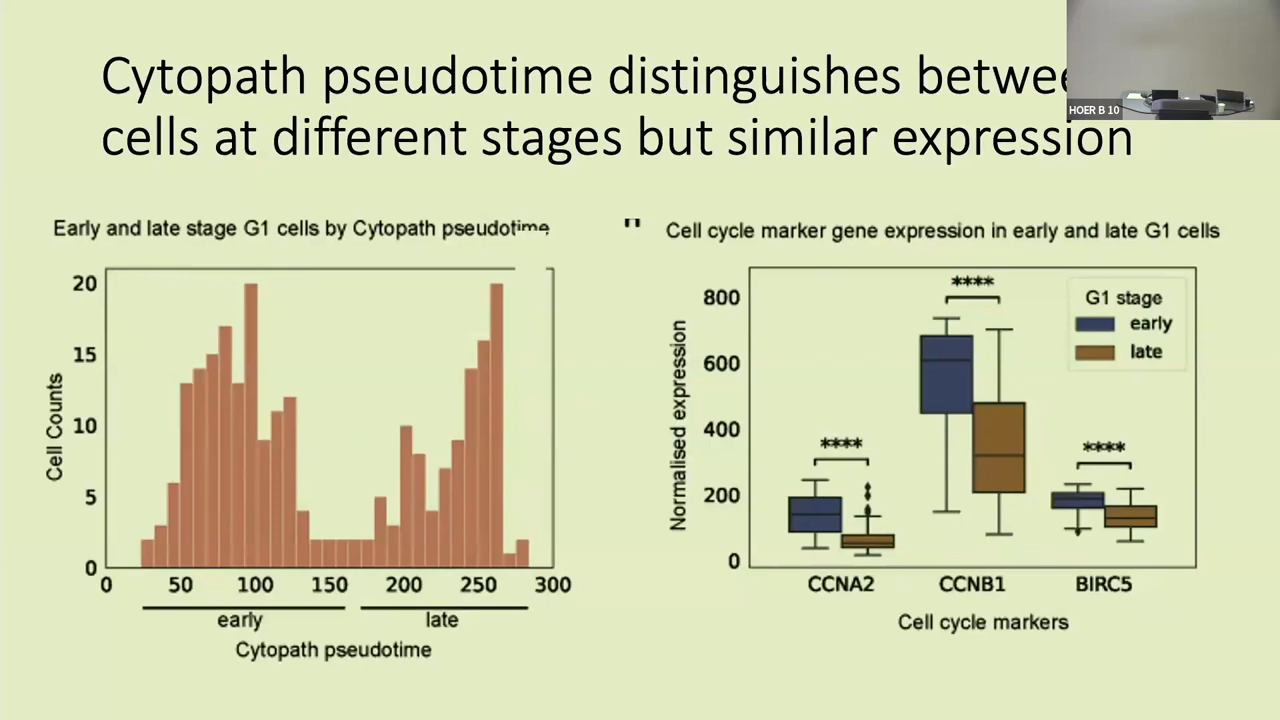 Cytopath pseudotime distinguishes between
cells at different stages but similar expression
HOER B 10
Early and late stage G1 cells by Cytopath pseudotime
Cell Counts
20
15
10
5
0
0 50 100 150 200 250 300
early late
Cytopath pseudotime
Cell cycle marker gene expression in early and late G1 cells
Normalised expression
800
600
400
200
0
G1 stage
early
late
****
****
****
CCNA2 CCNB1 BIRC5
Cell cycle markers